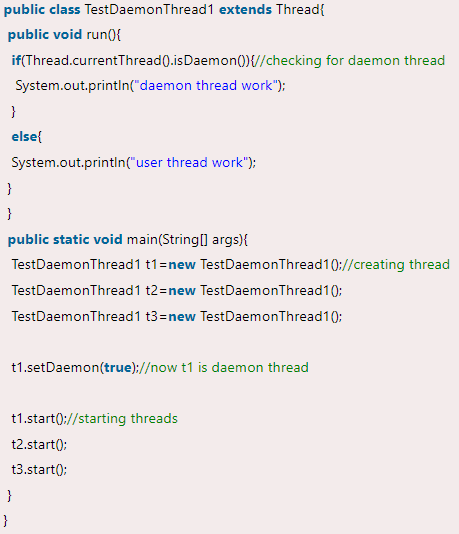 public class TestDaemonThread1 extends Thread{
public void run(){
if(Thread.currentThread().isDaemon()){//checking for daemon thread
System.out.println("daemon thread work");
}
else{
System.out.println("user thread work");
}
}
public static void main(String[] args){
TestDaemonThread1 t1=new TestDaemonThread1();//creating thread
TestDaemonThread1 t2=new TestDaemonThread1();
TestDaemonThread1 t3=new TestDaemonThread1();
t1.setDaemon(true);//now t1 is daemon thread
t1.start();//starting threads
t2.start();
t3.start();
}
}